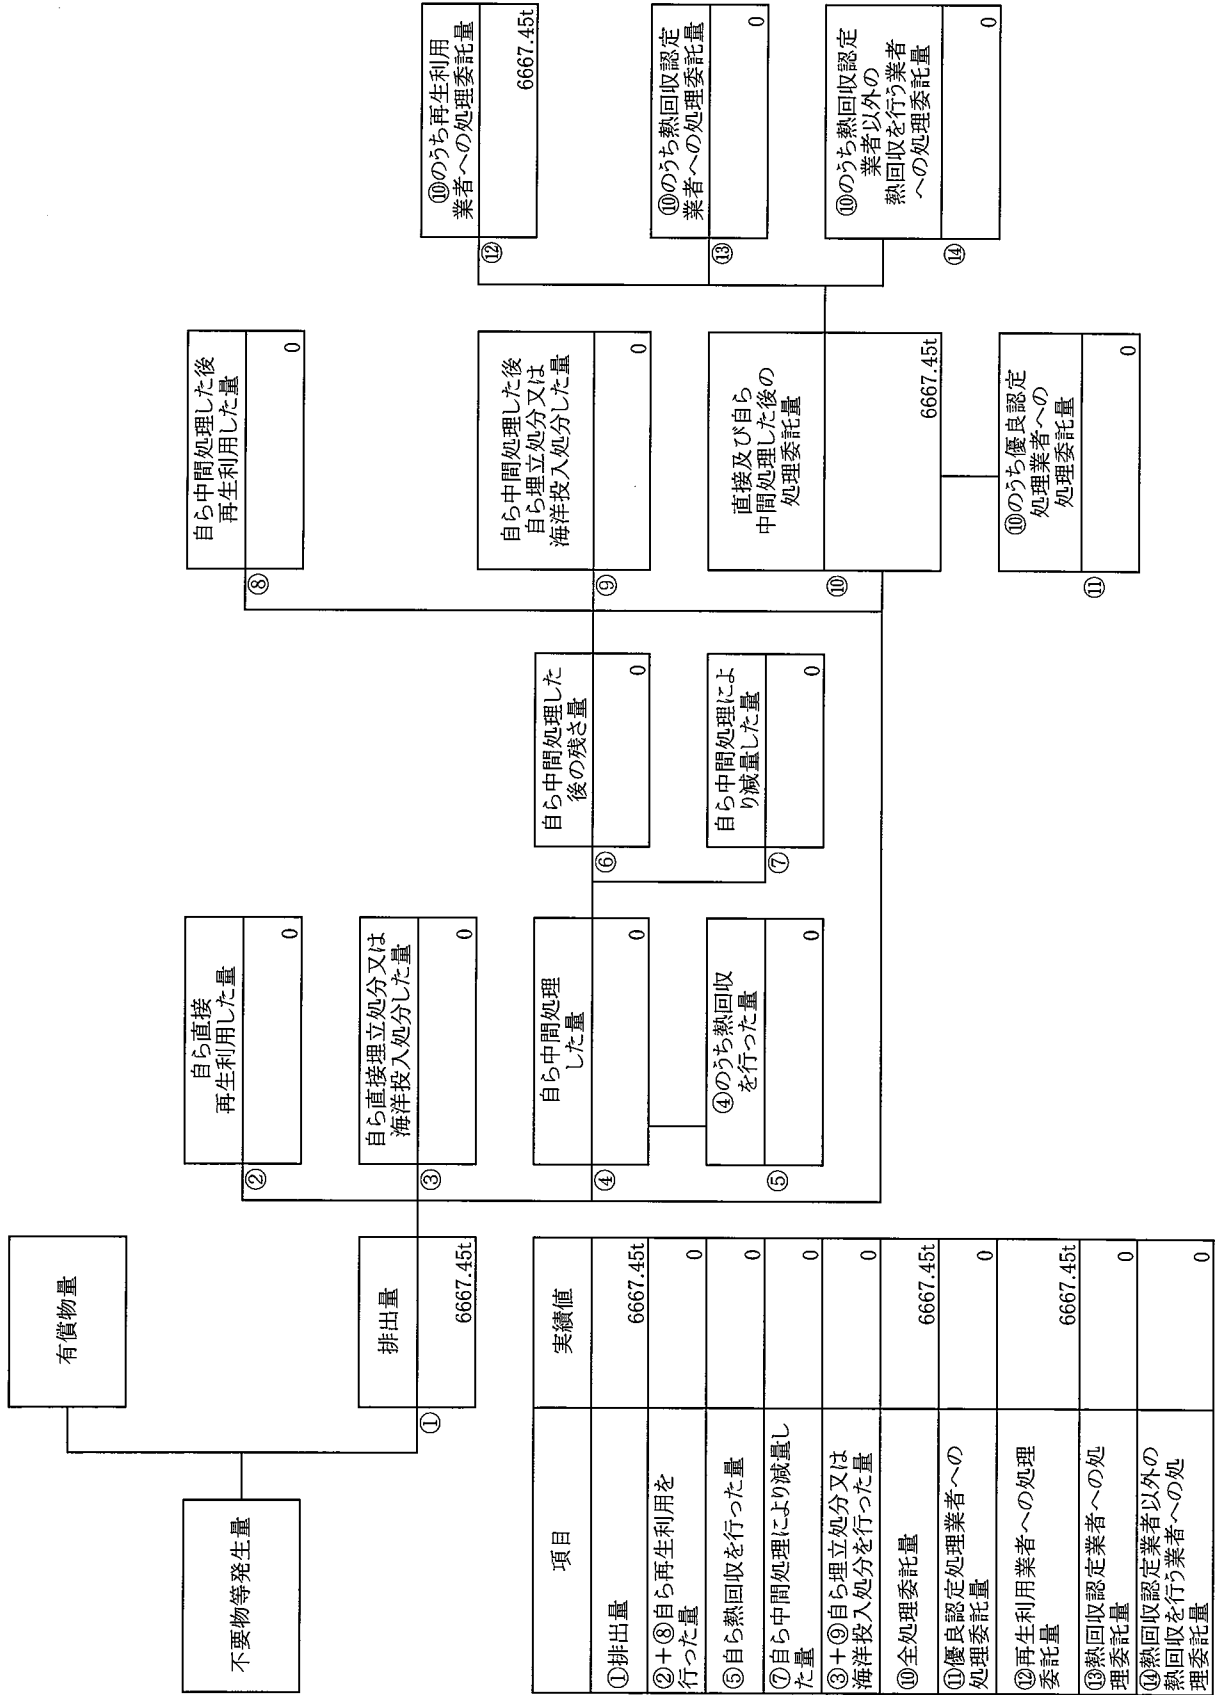 有償物量
不要物等発生量
排出量
①
6667.45t
自ら直接
再生利用した量
②
0
自ら直接埋立処分又は
海洋投入処分した量
③
0
自ら中間処理
した量
④
0
④のうち熱回収
を行った量
⑤
0
自ら中間処理した
後の残さ量
⑥
0
自ら中間処理によ
り減量した量
⑦
0
自ら中間処理した後
再生利用した量
⑧
0
自ら中間処理した後
自ら埋立処分又は
海洋投入処分した量
⑨
0
直接及び自ら
中間処理した後の
処理委託量
⑩
6667.45t
⑩のうち優良認定
処理業者への
処理委託量
⑪
0
⑩のうち再生利用
業者への処理委託量
⑫
6667.45t
⑩のうち熱回収認定
業者への処理委託量
⑬
0
⑩のうち熱回収認定
業者以外の
熱回収を行う業者
への処理委託量
⑭
0
項目 実績値
①排出量 6667.45t
②+⑧自ら再生利用を
行った量 0
⑤自ら熱回収を行った量 0
⑦自ら中間処理により減量し
た量 0
③+⑨自ら埋立処分又は
海洋投入処分を行った量 0
⑩全処理委託量 6667.45t
⑪優良認定処理業者への
処理委託量 0
⑫再生利用業者への処理
委託量 6667.45t
⑬熱回収認定業者への処
理委託量 0
⑭熱回収認定業者以外の
熱回収を行う業者への処
理委託量 0